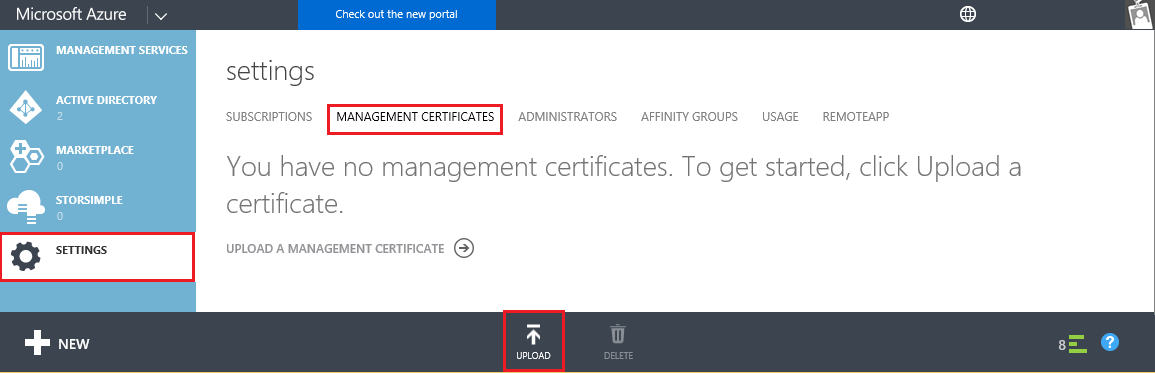 Microsoft Azure
Check out the new portal
MANAGEMENT SERVICES
ACTIVE DIRECTORY
2
MARKETPLACE
0
STORSIMPLE
0
SETTINGS
settings
SUBSCRIPTIONS MANAGEMENT CERTIFICATES ADMINISTRATORS AFFINITY GROUPS USAGE REMOTEAPP
You have no management certificates. To get started, click Upload a
certificate.
UPLOAD A MANAGEMENT CERTIFICATE
NEW
UPLOAD
DELETE
8
?